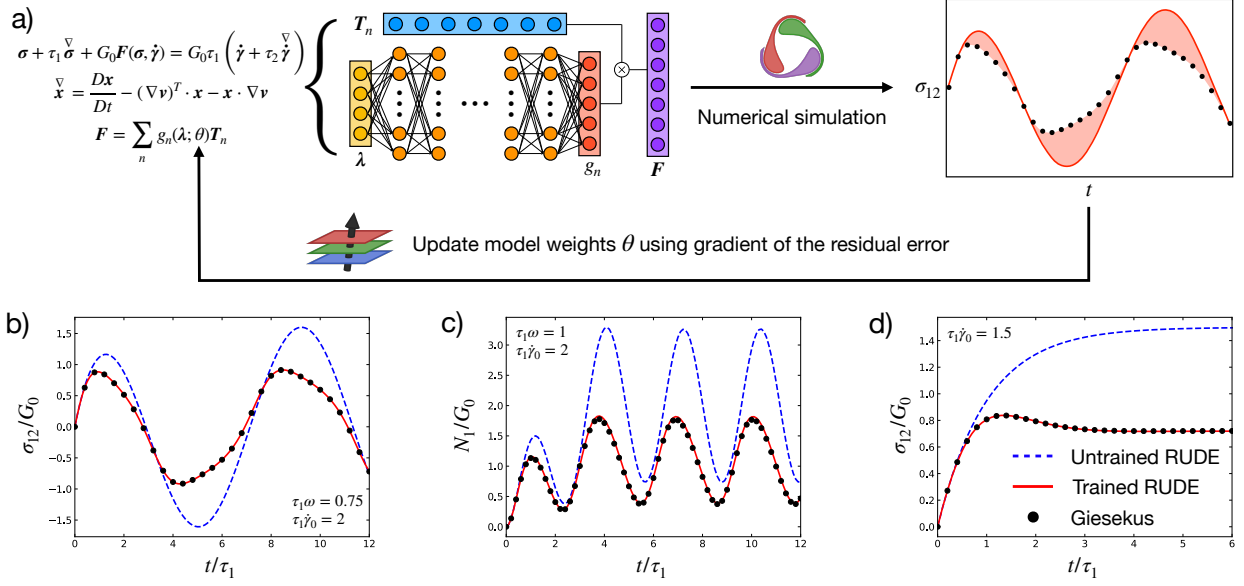 a)
σ + τ₁σ̌ + G₀F(σ, γ̇) = G₀τ₁ (γ̇ + τ₂γ̇̌)
x̌ = Dx/Dt − (∇v)ᵀ · x − x · ∇v
F = ∑ₙ gₙ(λ; θ)Tₙ
Tₙ
λ
gₙ
F
Numerical simulation
σ₁₂
t
Update model weights θ using gradient of the residual error
b)
σ₁₂/G₀
1.5
1.0
0.5
0.0
−0.5
−1.0
−1.5
τ₁ω = 0.75
τ₁γ̇₀ = 2
0 2 4 6 8 10 12
t/τ₁
c)
N₁/G₀
τ₁ω = 1
τ₁γ̇₀ = 2
3.0
2.5
2.0
1.5
1.0
0.5
0.0
0 2 4 6 8 10 12
t/τ₁
d)
σ₁₂/G₀
τ₁γ̇₀ = 1.5
1.4
1.2
1.0
0.8
0.6
0.4
0.2
0.0
Untrained RUDE
Trained RUDE
Giesekus
0 1 2 3 4 5 6
t/τ₁